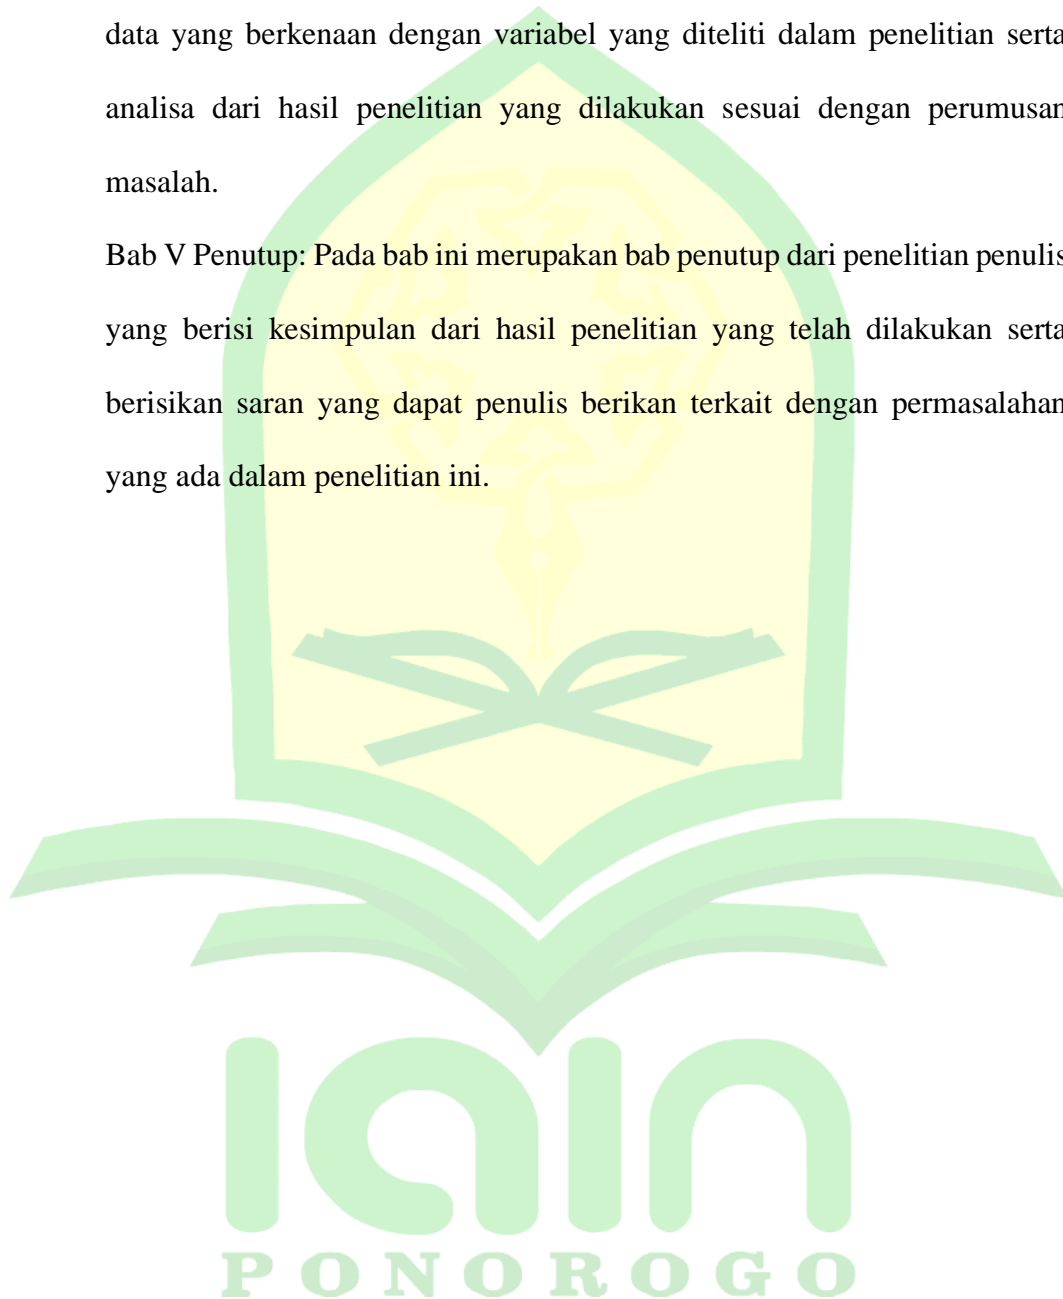 data yang berkenaan dengan variabel yang diteliti dalam penelitian serta
analisa dari hasil penelitian yang dilakukan sesuai dengan perumusan
masalah.
Bab V Penutup: Pada bab ini merupakan bab penutup dari penelitian penulis
yang berisi kesimpulan dari hasil penelitian yang telah dilakukan serta
berisikan saran yang dapat penulis berikan terkait dengan permasalahan
yang ada dalam penelitian ini.
IAIN
PONOROGO